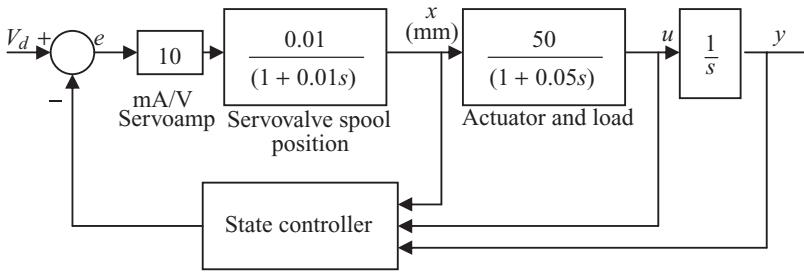 V_d + e
−
10
mA/V
Servoamp
0.01
(1 + 0.01s)
Servovalve spool
position
x
(mm)
50
(1 + 0.05s)
Actuator and load
u
1
s
y
State controller